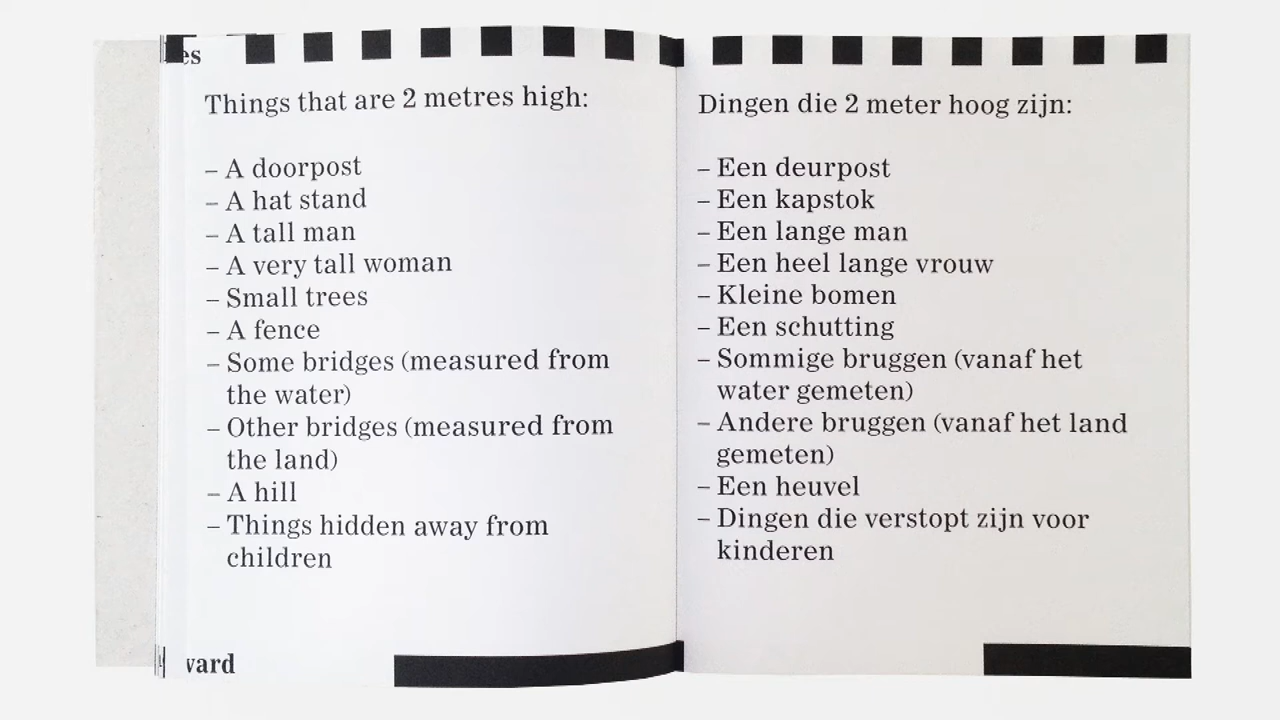 es
Things that are 2 metres high:
– A doorpost
– A hat stand
– A tall man
– A very tall woman
– Small trees
– A fence
– Some bridges (measured from
the water)
– Other bridges (measured from
the land)
– A hill
– Things hidden away from
children
vard
Dingen die 2 meter hoog zijn:
– Een deurpost
– Een kapstok
– Een lange man
– Een heel lange vrouw
– Kleine bomen
– Een schutting
– Sommige bruggen (vanaf het
water gemeten)
– Andere bruggen (vanaf het land
gemeten)
– Een heuvel
– Dingen die verstopt zijn voor
kinderen